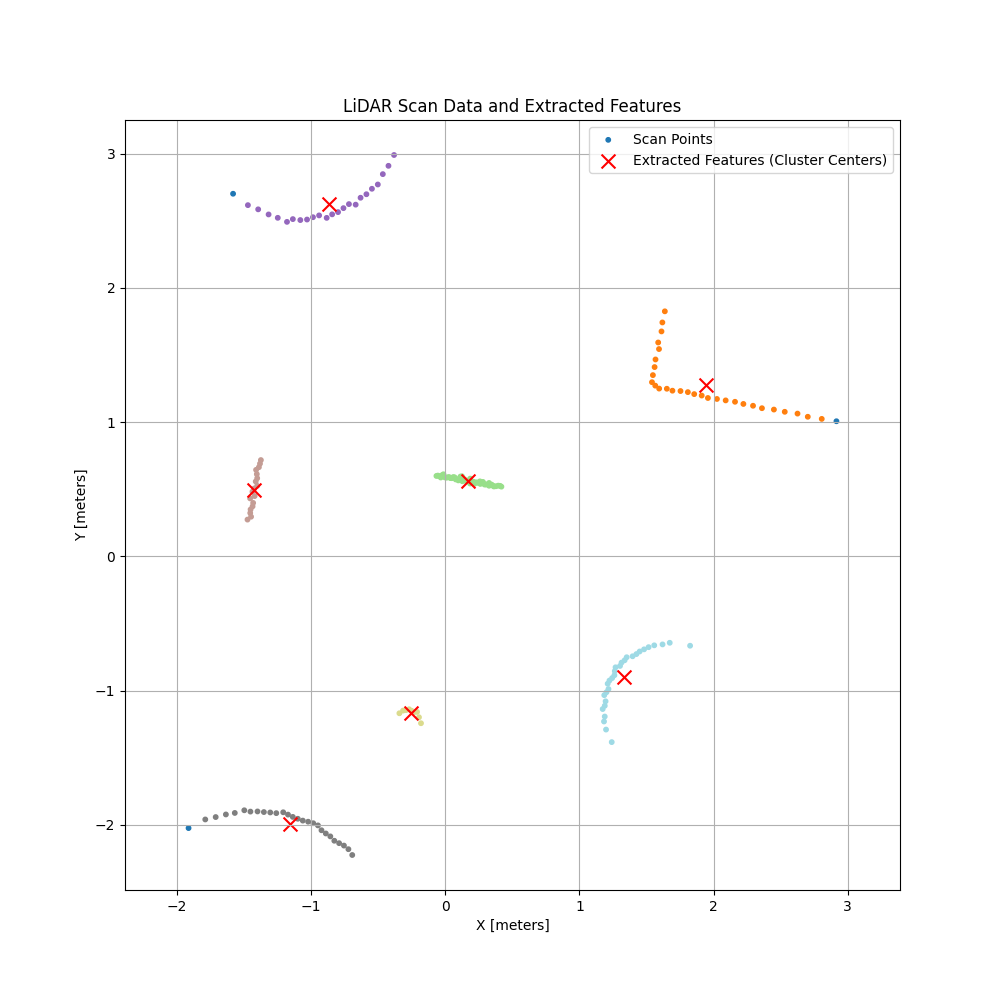 LiDAR Scan Data and Extracted Features
Scan Points
Extracted Features (Cluster Centers)
3
2
1
0
−1
−2
Y [meters]
−2
−1
0
1
2
3
X [meters]